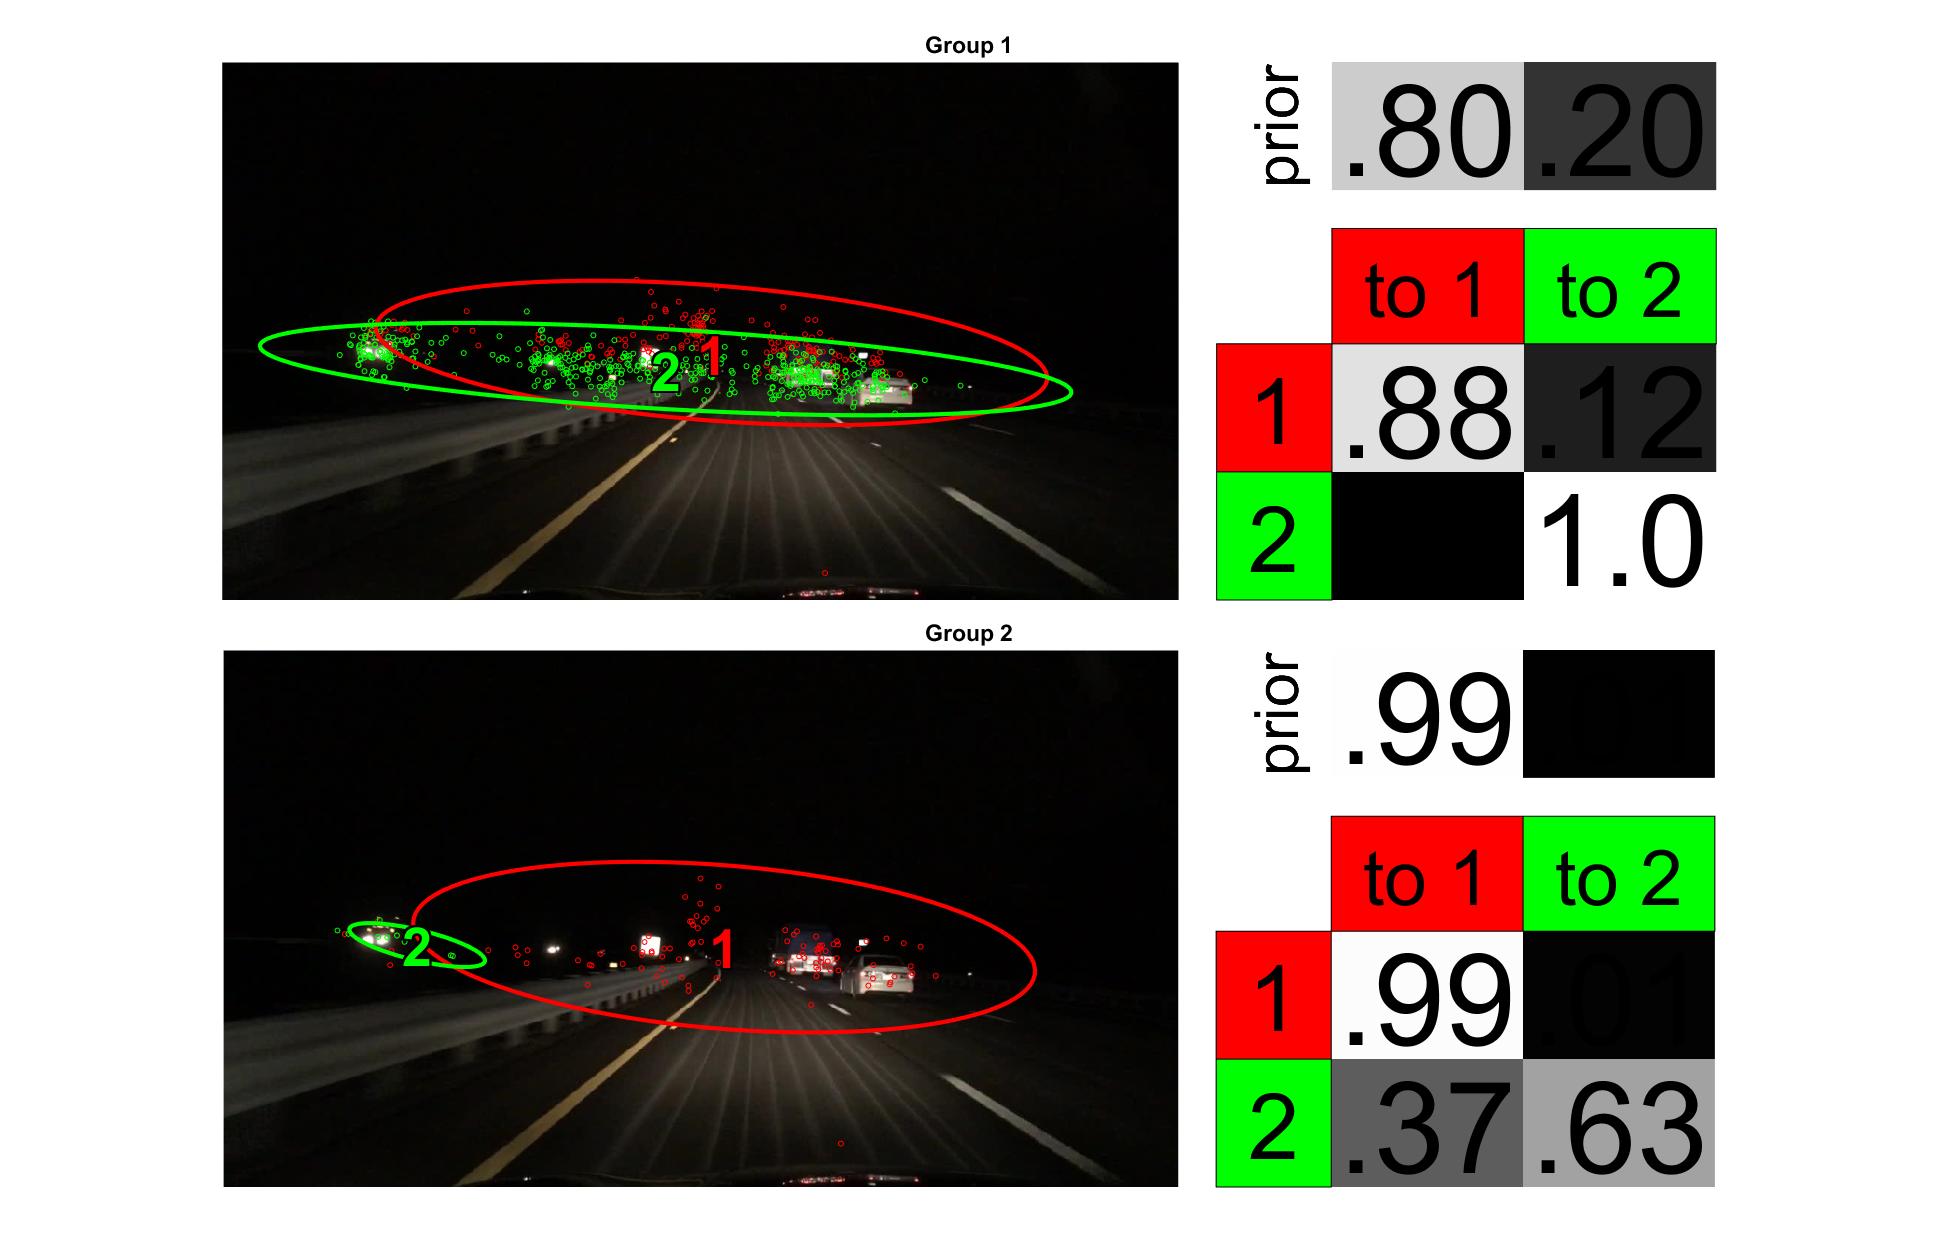 Group 1
prior .80 .20
to 1 to 2
1 .88 .12
2 1.0
2 1
Group 2
prior .99
to 1 to 2
1 .99 .01
2 .37 .63
2 1